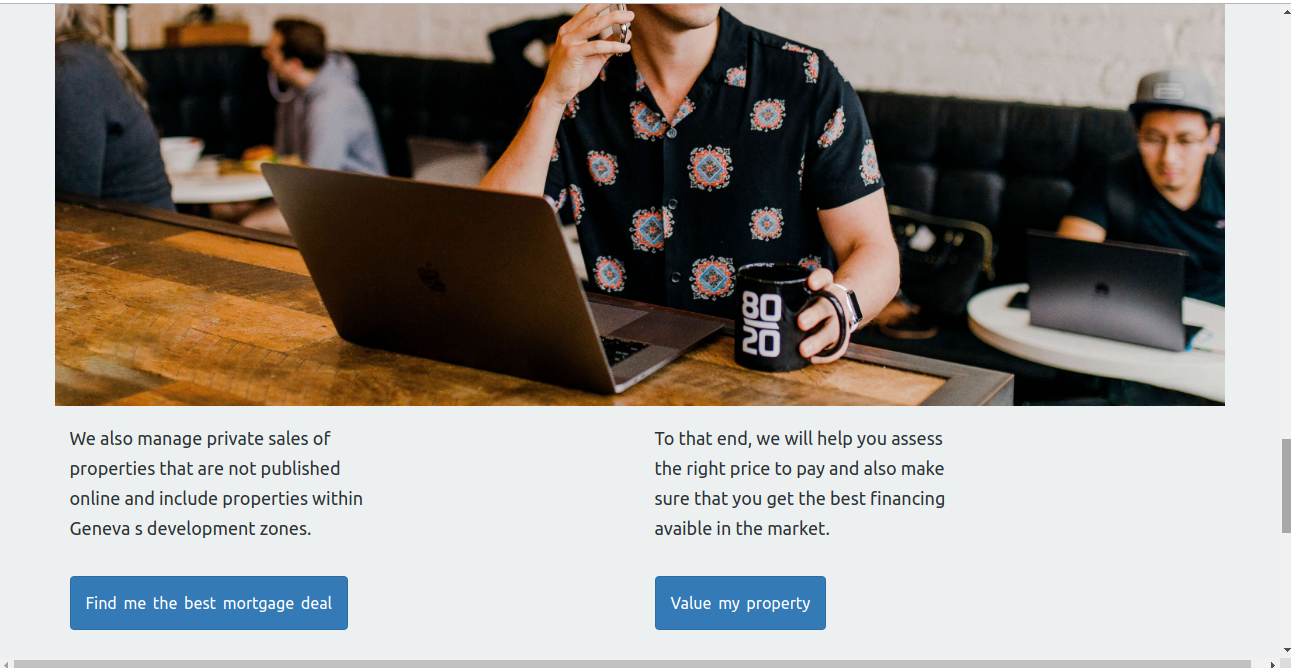 80
20
We also manage private sales of
properties that are not published
online and include properties within
Geneva s development zones.
To that end, we will help you assess
the right price to pay and also make
sure that you get the best financing
avaible in the market.
Find me the best mortgage deal
Value my property